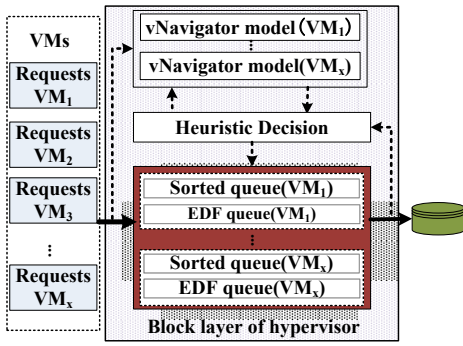 VMs
Requests
VM1
Requests
VM2
Requests
VM3
⋮
Requests
VMx
vNavigator model(VM1)
⋮
vNavigator model(VMx)
Heuristic Decision
Sorted queue(VM1)
EDF queue(VM1)
⋮
Sorted queue(VMx)
EDF queue(VMx)
Block layer of hypervisor